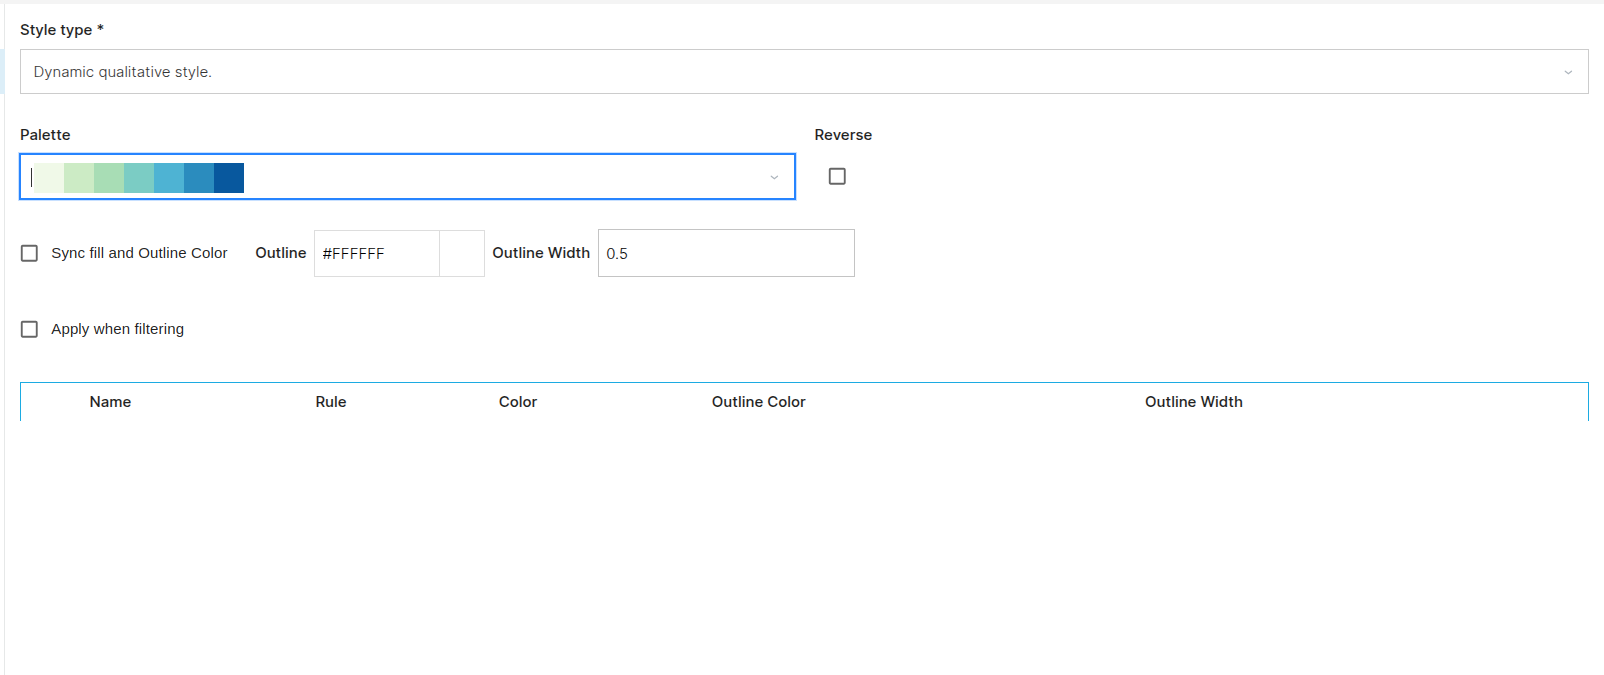 Style type *
Dynamic qualitative style.
Palette Reverse
Sync fill and Outline Color Outline #FFFFFF Outline Width 0.5
Apply when filtering
Name Rule Color Outline Color Outline Width